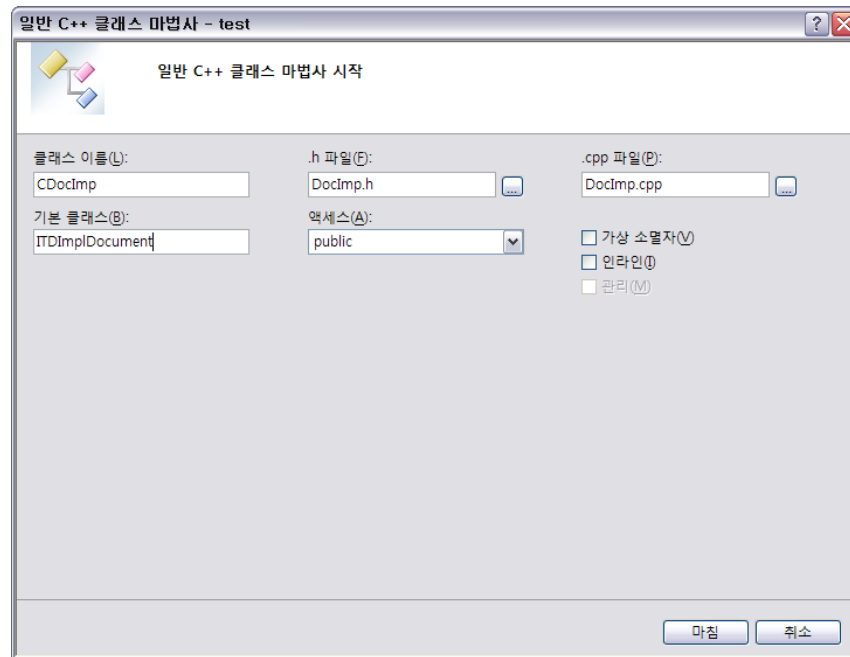 일반 C++ 클래스 마법사 - test
일반 C++ 클래스 마법사 시작
클래스 이름(L): .h 파일(F): .cpp 파일(P):
CDocImp DocImp.h ... DocImp.cpp ...
기본 클래스(B): 액세스(A):
ITDImplDocument public
가상 소멸자(V)
인라인(I)
관리(M)
마침 취소